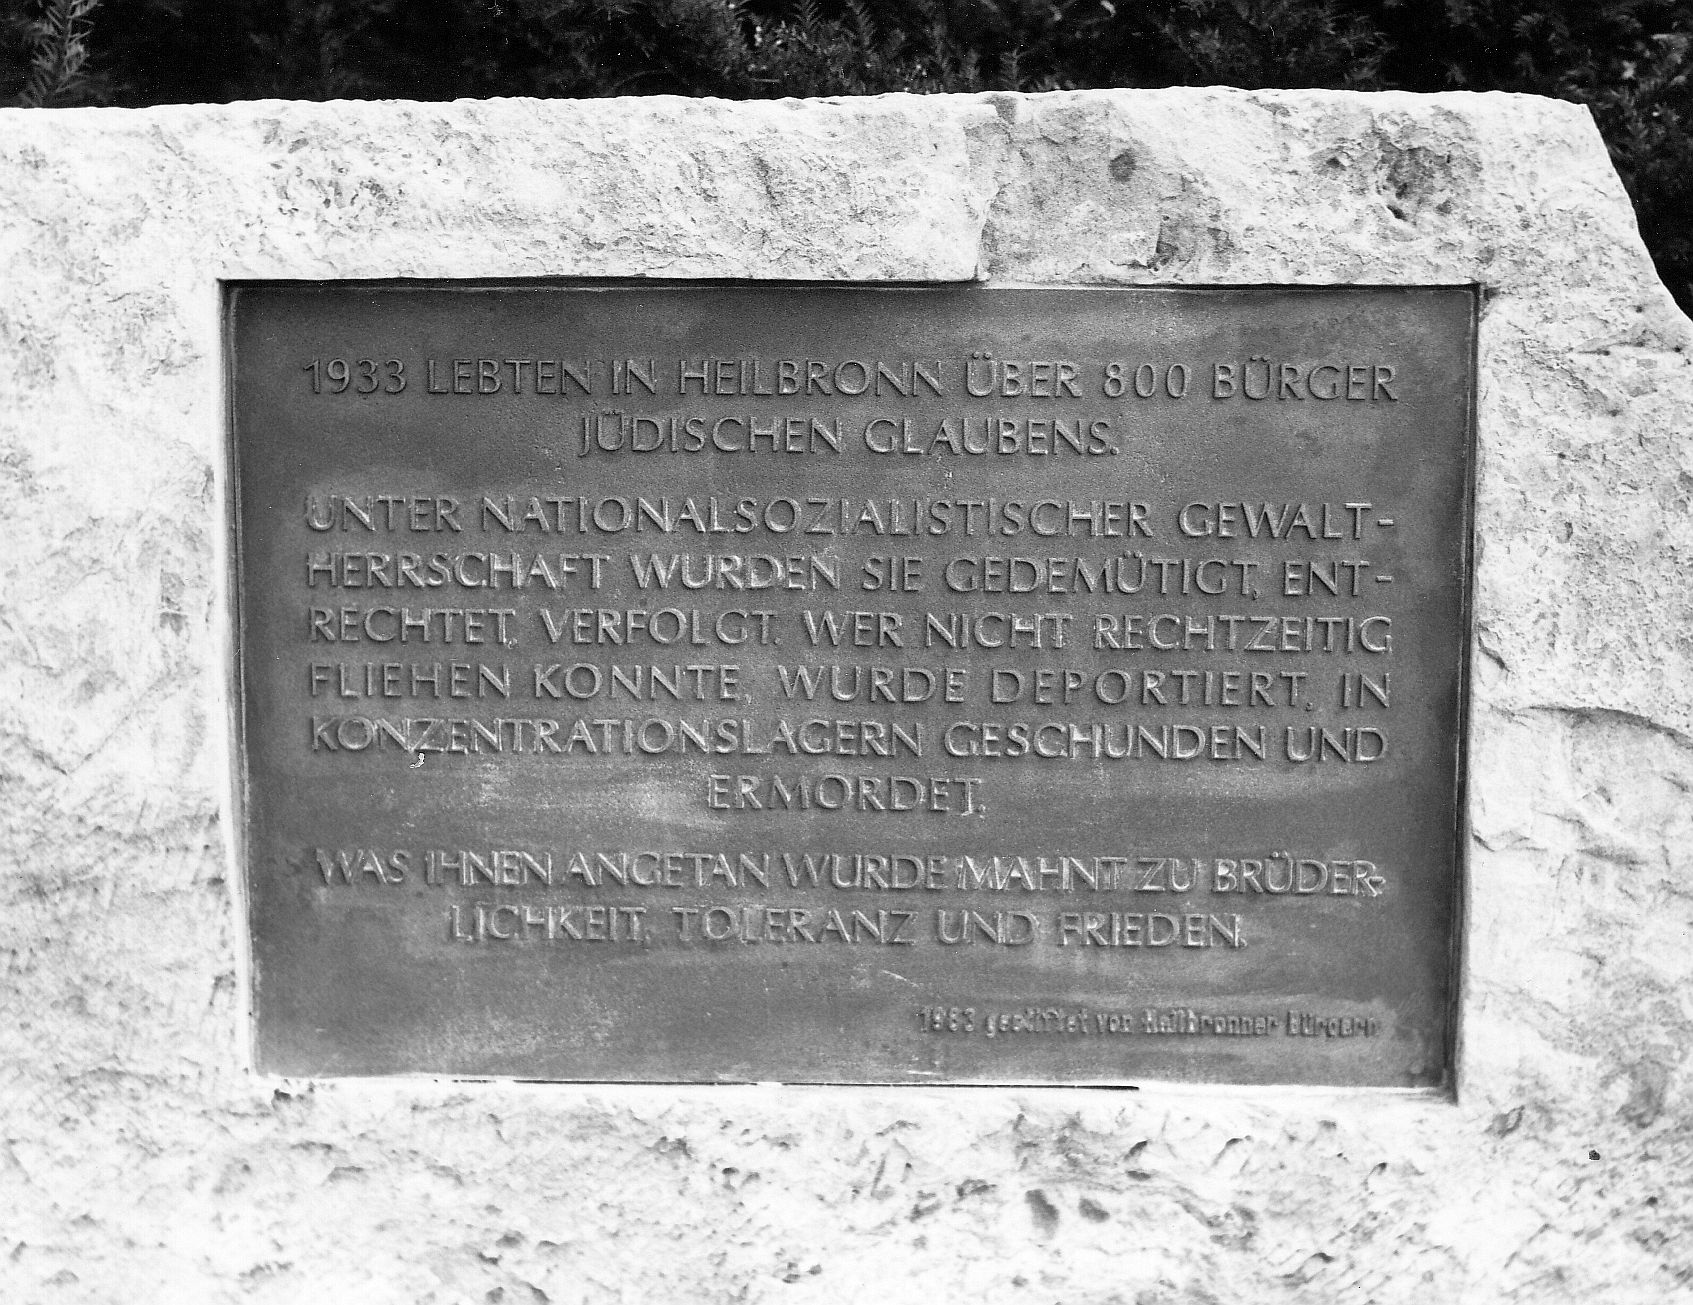 1933 LEBTEN IN HEILBRONN ÜBER 800 BÜRGER
JÜDISCHEN GLAUBENS.
UNTER NATIONALSOZIALISTISCHER GEWALT-
HERRSCHAFT WURDEN SIE GEDEMÜTIGT, ENT-
RECHTET, VERFOLGT. WER NICHT RECHTZEITIG
FLIEHEN KONNTE, WURDE DEPORTIERT, IN
KONZENTRATIONSLAGERN GESCHUNDEN UND
ERMORDET.
WAS IHNEN ANGETAN WURDE MAHNT ZU BRÜDER-
LICHKEIT, TOLERANZ UND FRIEDEN.
1983 gestiftet von Heilbronner Bürgern